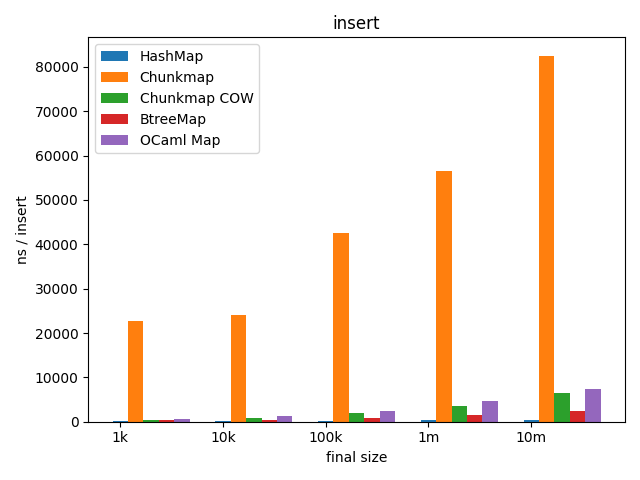 insert
HashMap
Chunkmap
Chunkmap COW
BtreeMap
OCaml Map
80000
70000
60000
50000
40000
30000
20000
10000
0
ns / insert
1k 10k 100k 1m 10m
final size